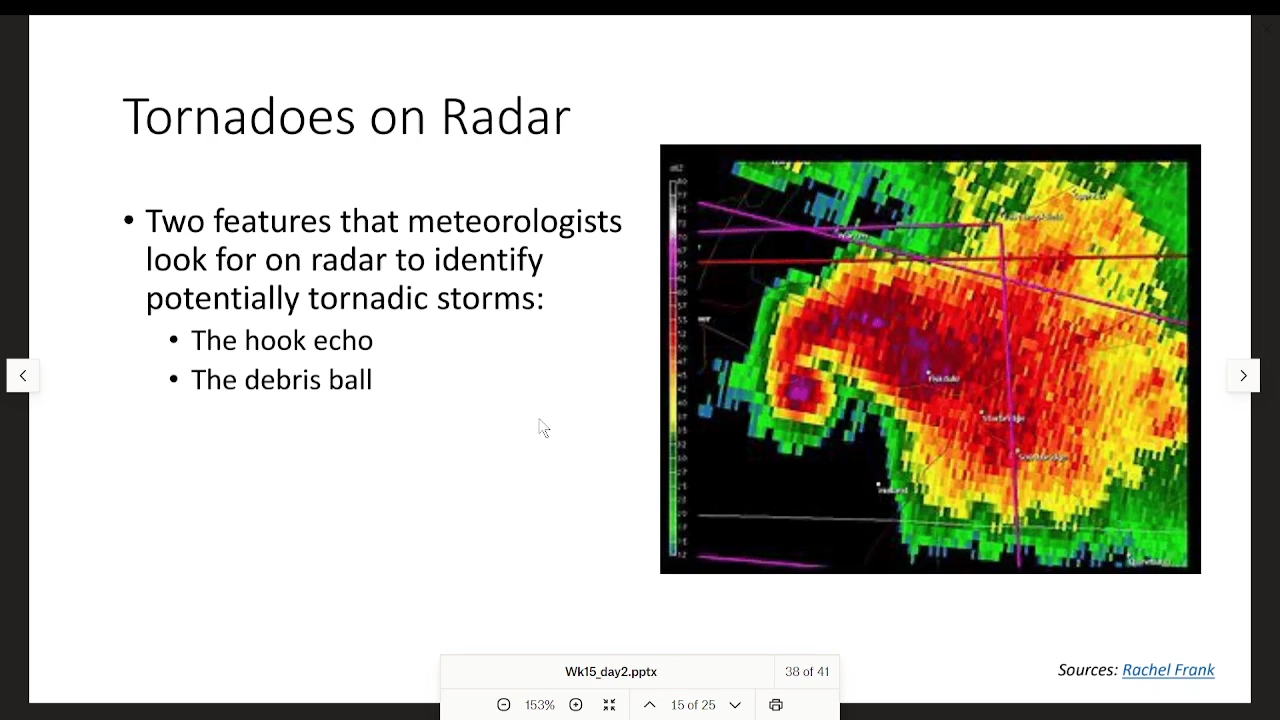 Tornadoes on Radar
• Two features that meteorologists
look for on radar to identify
potentially tornadic storms:
• The hook echo
• The debris ball
Holland
Sources: Rachel Frank
Wk15_day2.pptx
38 of 41
153%
15 of 25